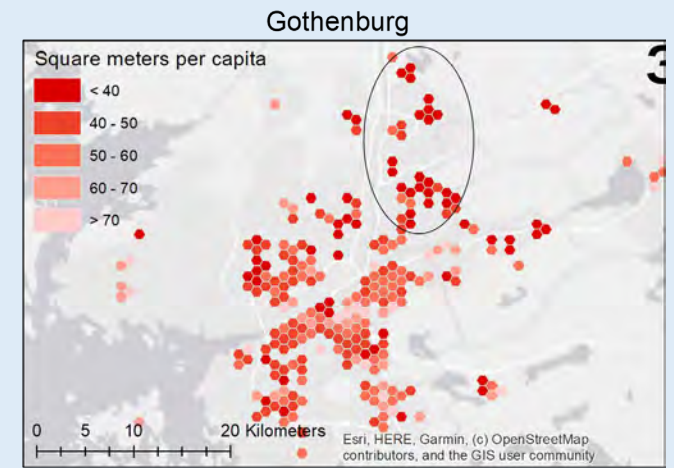 Gothenburg
Square meters per capita
3
< 40
40 - 50
50 - 60
60 - 70
> 70
0 5 10 20 Kilometers
Esri, HERE, Garmin, (c) OpenStreetMap
contributors, and the GIS user community